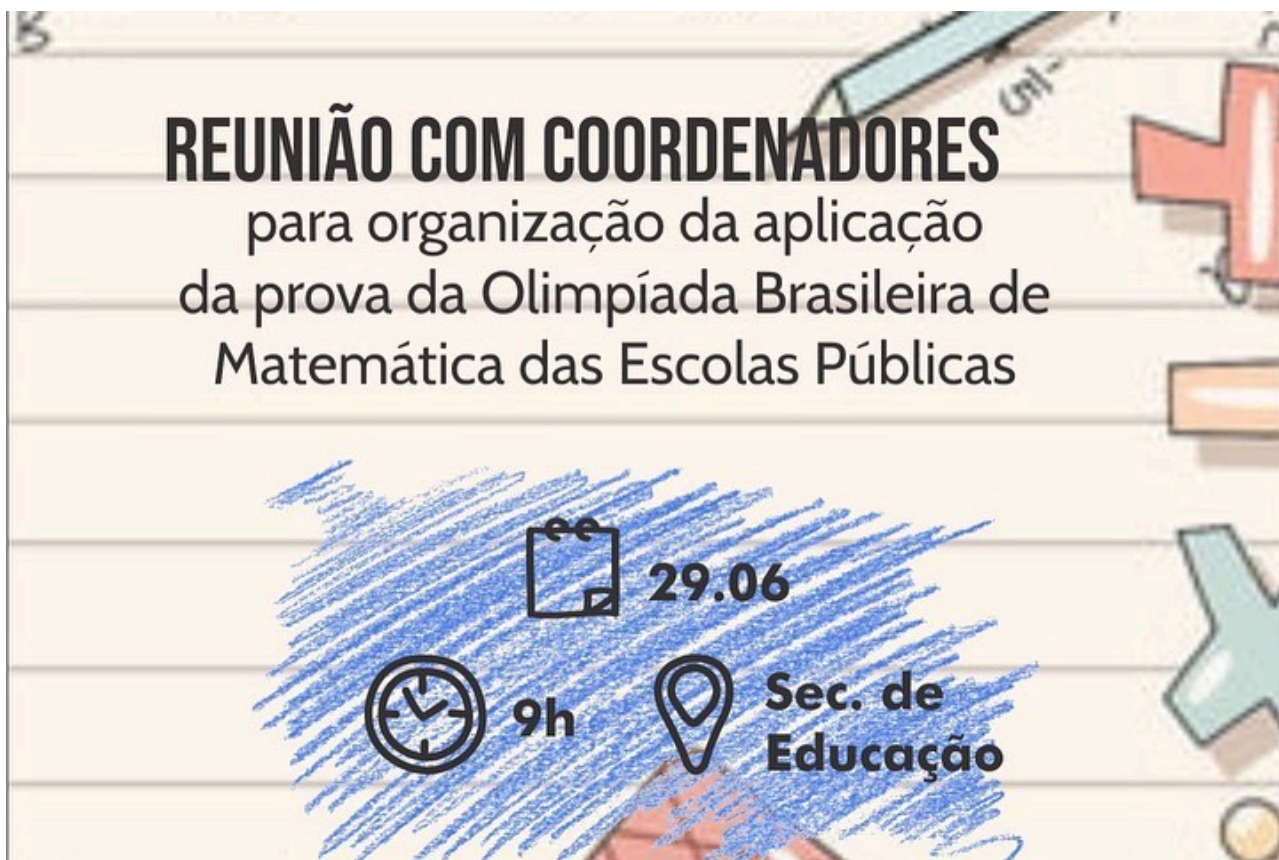 REUNIÃO COM COORDENADORES
para organização da aplicação
da prova da Olimpíada Brasileira de
Matemática das Escolas Públicas
29.06
9h
Sec. de
Educação